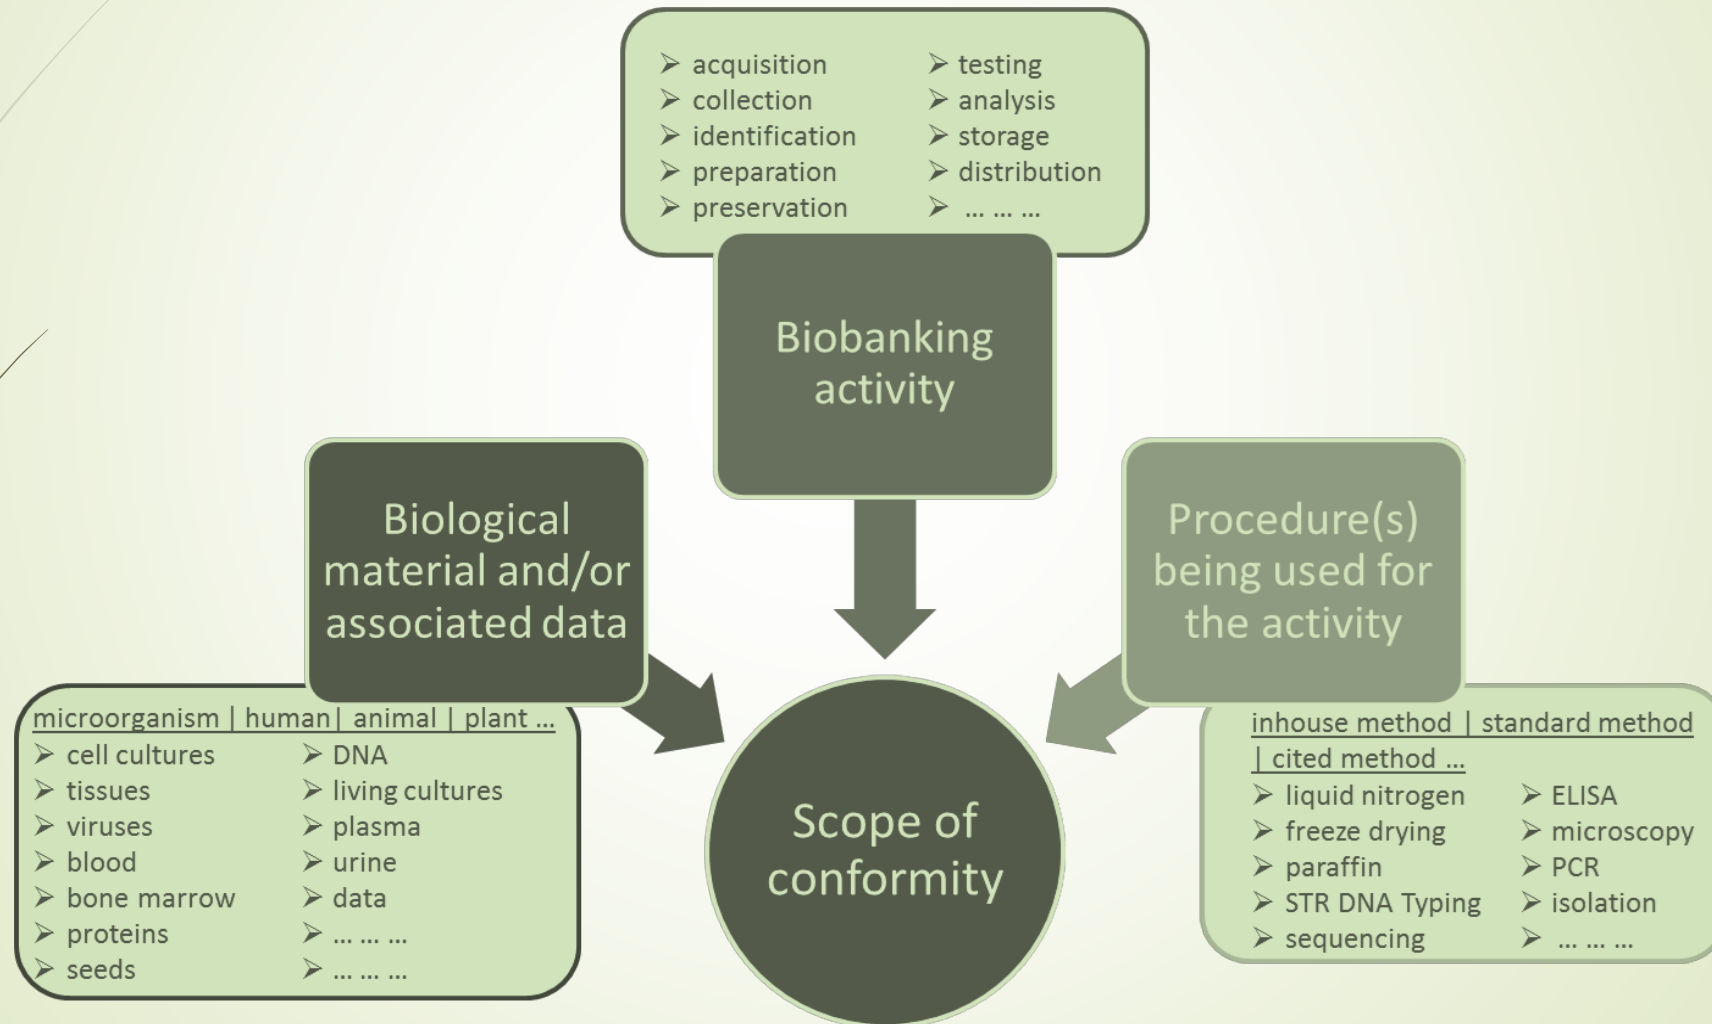 acquisition
collection
identification
preparation
preservation
testing
analysis
storage
distribution
... ... ...
Biobanking
activity
Biological
material and/or
associated data
Procedure(s)
being used for
the activity
microorganism | human| animal | plant ...
cell cultures
tissues
viruses
blood
bone marrow
proteins
seeds
DNA
living cultures
plasma
urine
data
... ... ...
... ... ...
Scope of
conformity
inhouse method | standard method
| cited method ...
liquid nitrogen
freeze drying
paraffin
STR DNA Typing
sequencing
ELISA
microscopy
PCR
isolation
... ... ...